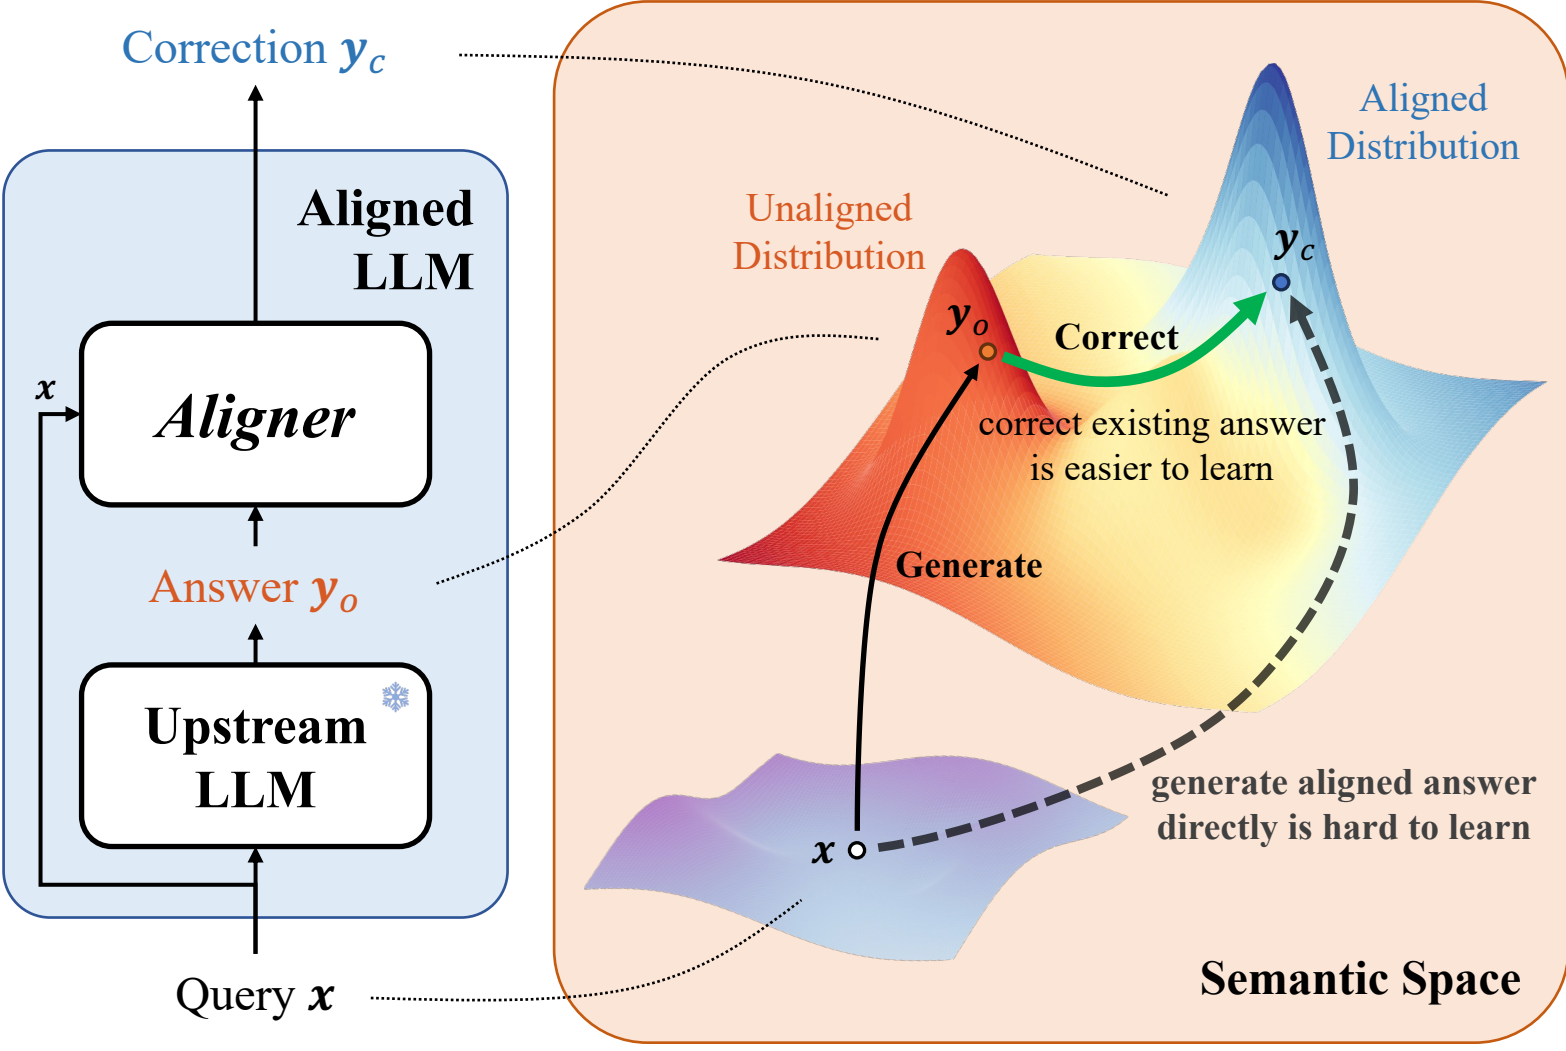 Correction y_c
Aligned
LLM
x
Aligner
Answer y_o
Upstream
LLM
Query x
Aligned
Distribution
Unaligned
Distribution
y_c
y_o
Correct
correct existing answer
is easier to learn
Generate
generate aligned answer
directly is hard to learn
x
Semantic Space